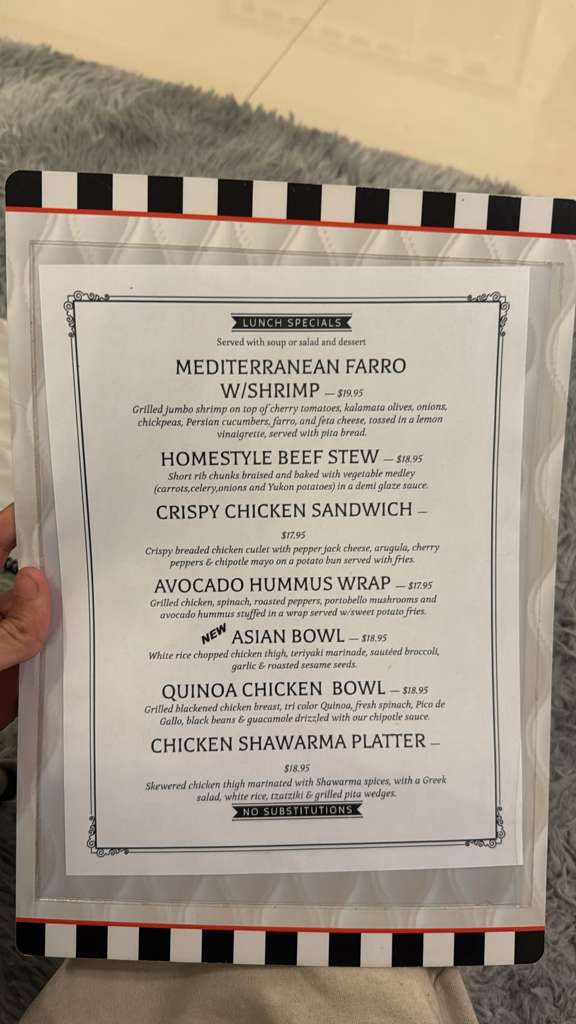 LUNCH SPECIALS
Served with soup or salad and dessert
MEDITERRANEAN FARRO
W/SHRIMP — $19.95
Grilled jumbo shrimp on top of cherry tomatoes, kalamata olives, onions,
chickpeas, Persian cucumbers, farro, and feta cheese, tossed in a lemon
vinaigrette, served with pita bread.
HOMESTYLE BEEF STEW — $18.95
Short rib chunks braised and baked with vegetable medley
(carrots,celery,onions and Yukon potatoes) in a demi glaze sauce.
CRISPY CHICKEN SANDWICH —
$17.95
Crispy breaded chicken cutlet with pepper jack cheese, arugula, cherry
peppers & chipotle mayo on a potato bun served with fries.
AVOCADO HUMMUS WRAP — $17.95
Grilled chicken, spinach, roasted peppers, portobello mushrooms and
avocado hummus stuffed in a wrap served w/sweet potato fries.
NEW ASIAN BOWL — $18.95
White rice chopped chicken thigh, teriyaki marinade, sautéed broccoli,
garlic & roasted sesame seeds.
QUINOA CHICKEN BOWL — $18.95
Grilled blackened chicken breast, tri color Quinoa, fresh spinach, Pico de
Gallo, black beans & guacamole drizzled with our chipotle sauce.
CHICKEN SHAWARMA PLATTER —
$18.95
Skewered chicken thigh marinated with Shawarma spices, with a Greek
salad, white rice, tzatziki & grilled pita wedges.
NO SUBSTITUTIONS